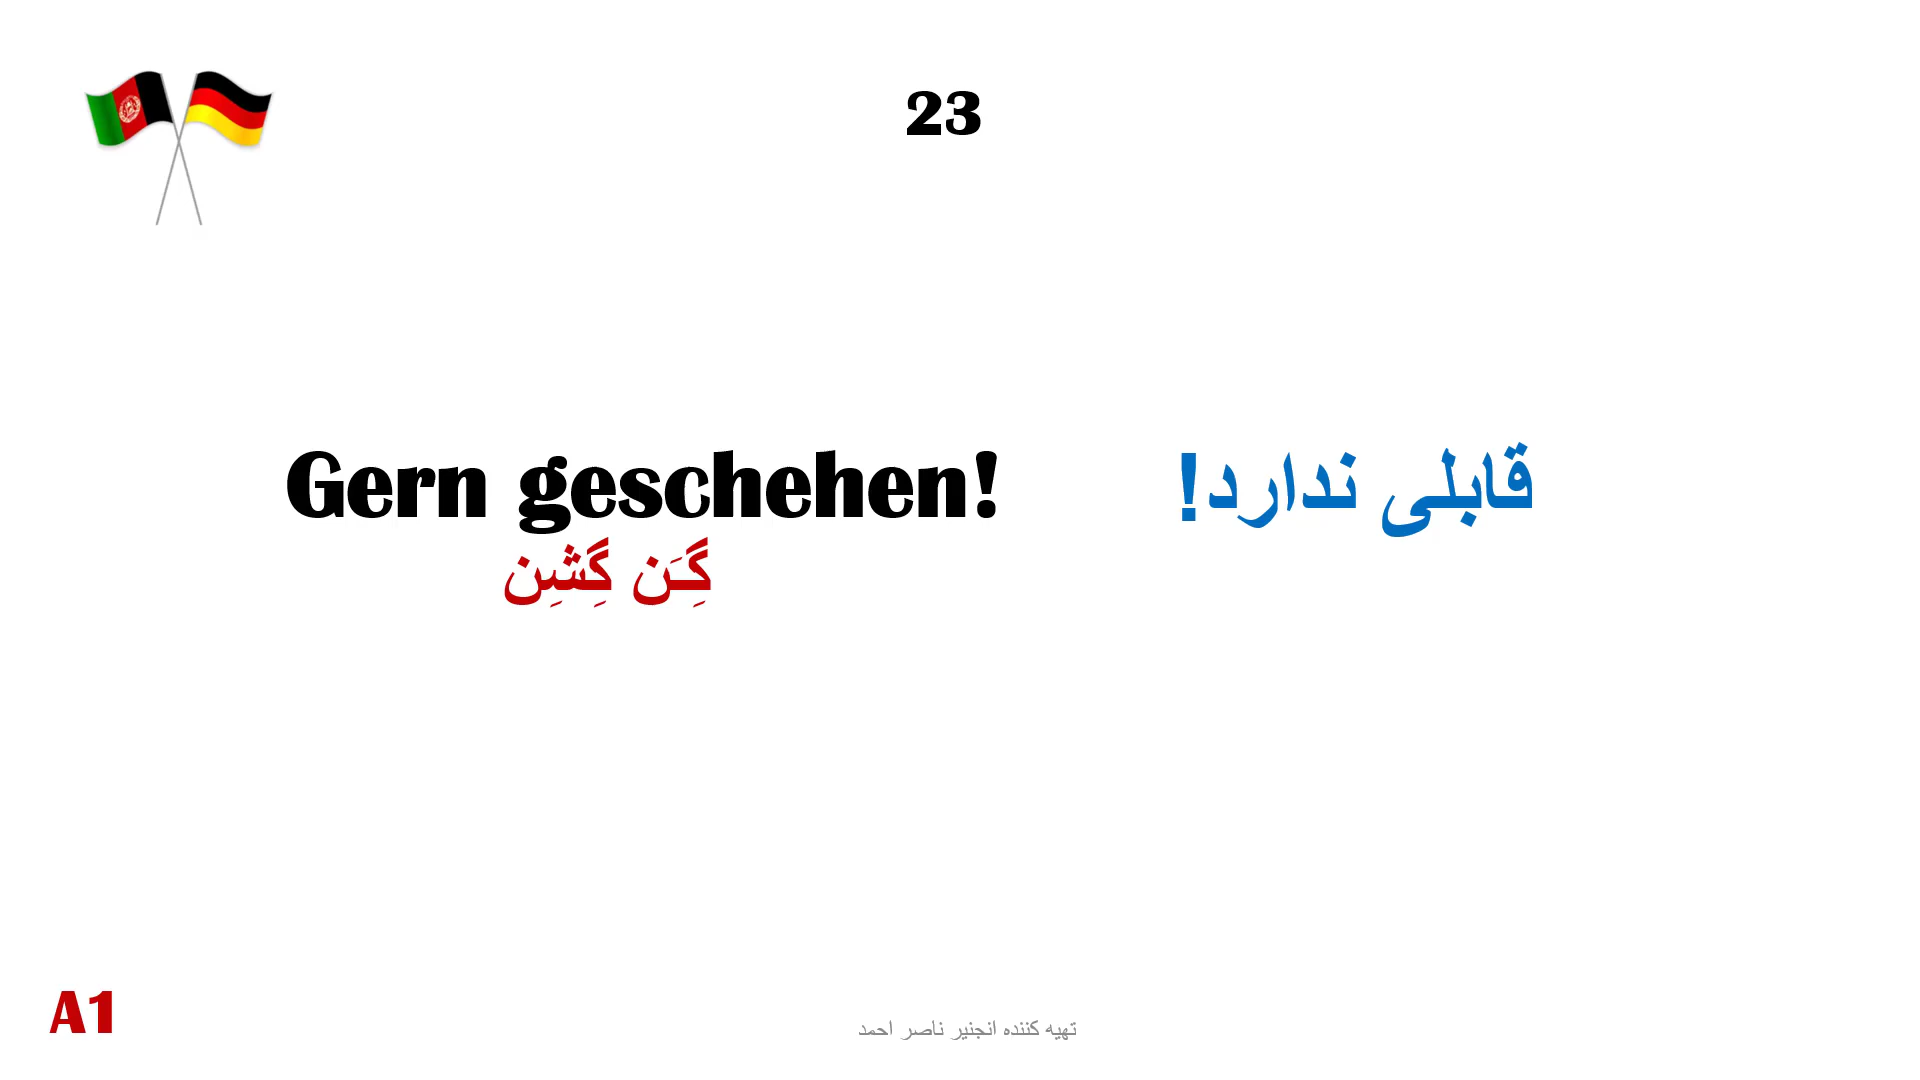 23
Gern geschehen!
قابلی ندارد!
گِـَن گِشِن
A1
تهیه کننده انجنیر ناصر احمد